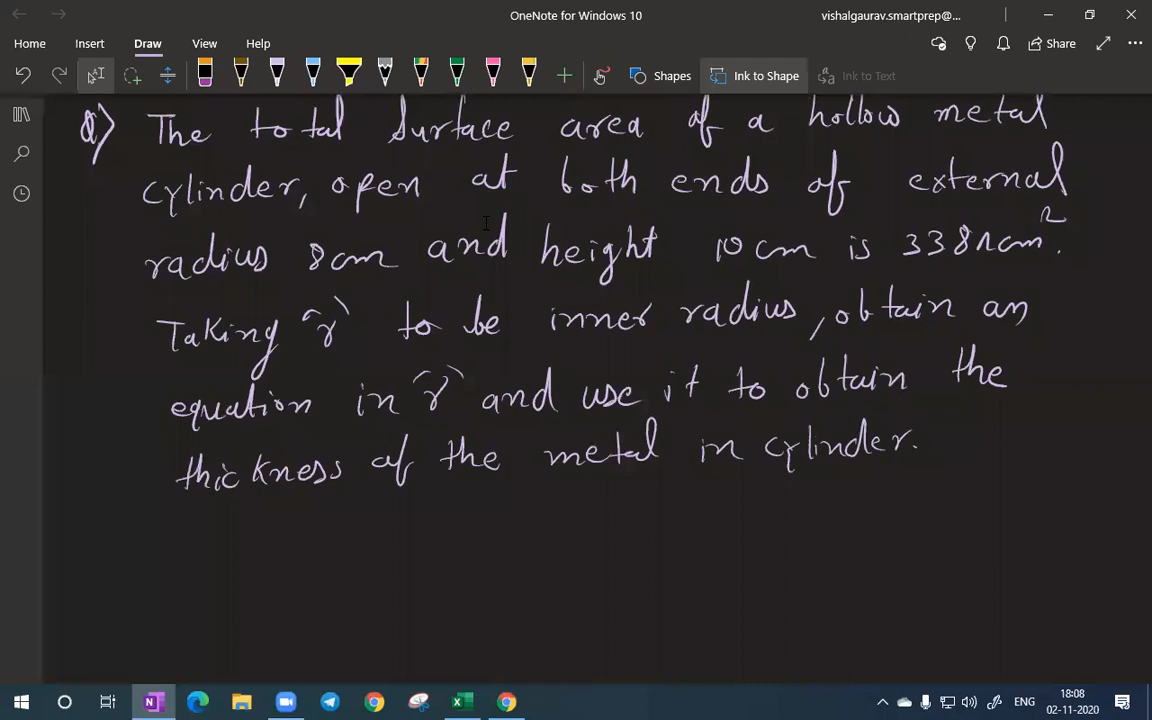 OneNote for Windows 10
vishalgaurav.smartprep@...
Home Insert Draw View Help
Share
Shapes
Ink to Shape
Ink to Text
Q) The total surface area of a hollow metal
cylinder, open at both ends of external
radius 8cm and height 10 cm is 338πcm².
Taking "r" to be inner radius, obtain an
equation in "r" and use it to obtain the
thickness of the metal in cylinder.
ENG
18:08
02-11-2020